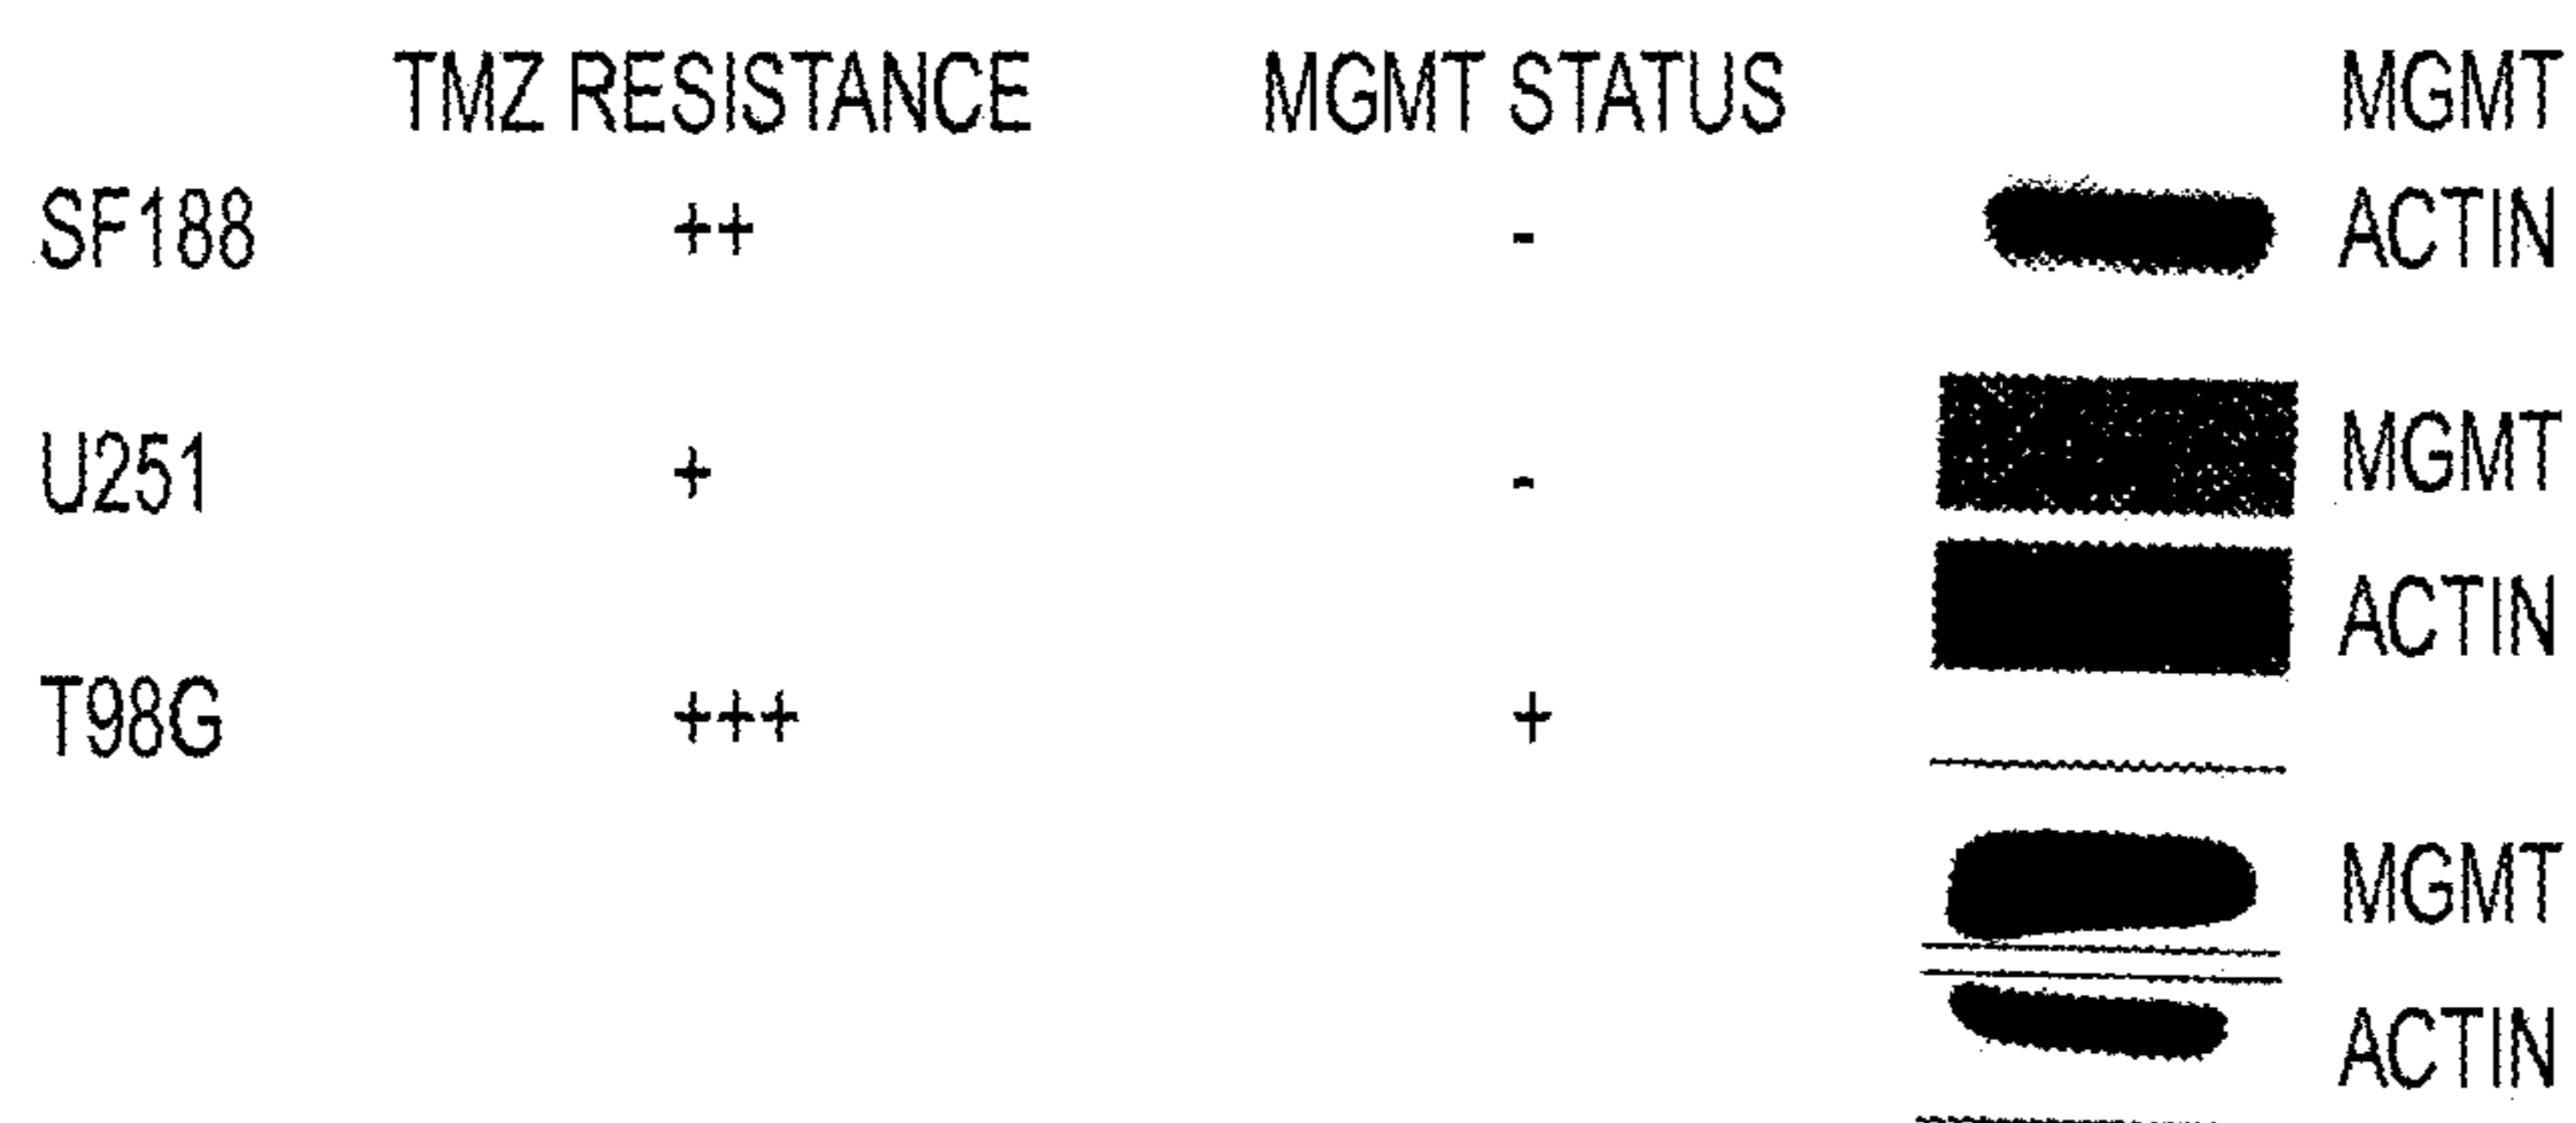 TMZ RESISTANCE MGMT STATUS MGMT
SF188 ++ - ACTIN
U251 + - MGMT
ACTIN
T98G +++ +
MGMT
ACTIN